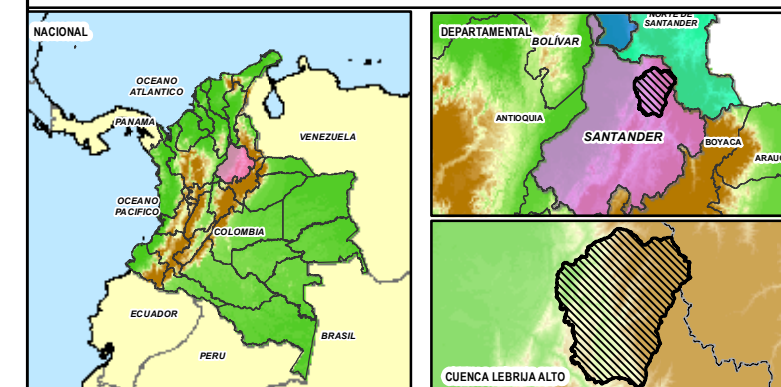 NACIONAL
OCEANO
ATLANTICO
PANAMA
VENEZUELA
OCEANO
PACIFICO
COLOMBIA
ECUADOR
PERU
BRASIL
DEPARTAMENTAL
NORTE DE
SANTANDER
BOLÍVAR
ANTIOQUIA
SANTANDER
BOYACA
ARAUC
CUENCA LEBRIJA ALTO